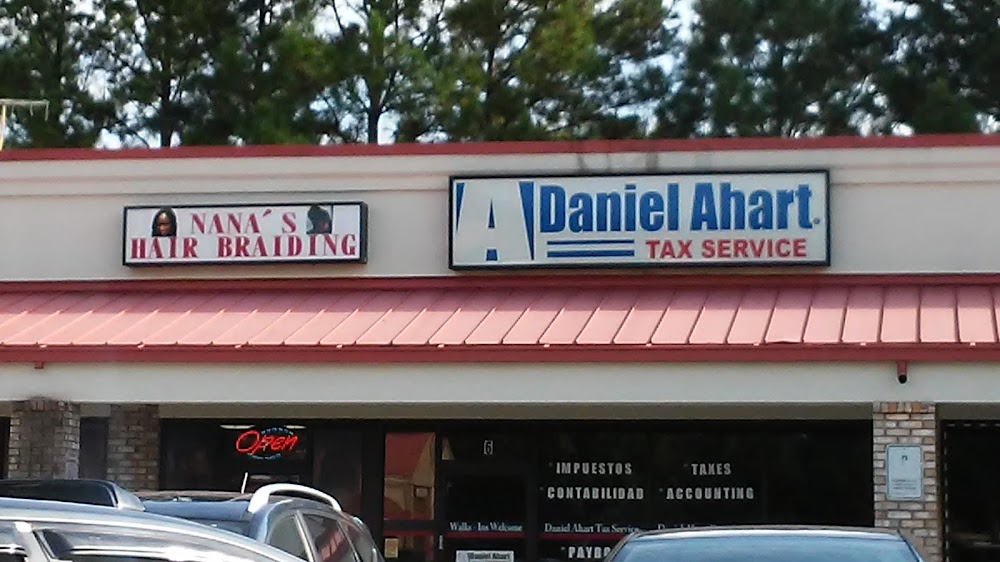 NANA´S
HAIR BRAIDING
A
Daniel Ahart
TAX SERVICE
Open
6
IMPUESTOS
CONTABILIDAD
TAXES
ACCOUNTING
Walk - Ins Welcome
Daniel Ahart Tax Service
Daniel Ahart